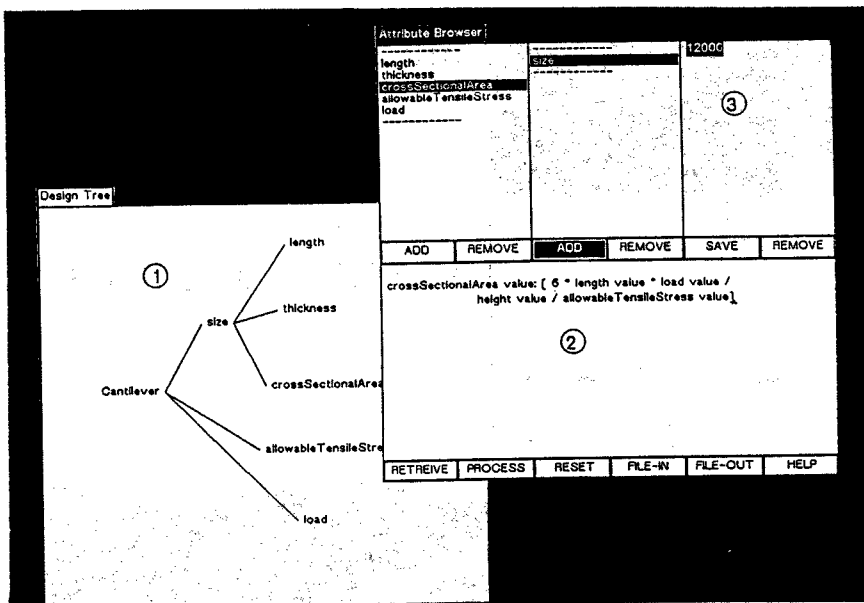 Attribute Browser
length
thickness
crossSectionalArea
allowableTensileStress
load
size
12000
③
ADD REMOVE ADD REMOVE SAVE REMOVE
crossSectionalArea value: [ 6 * length value * load value /
height value / allowableTensileStress value]
②
RETREIVE PROCESS RESET FILE-IN FILE-OUT HELP
Design Tree
①
length
thickness
size
crossSectionalArea
Cantilever
allowableTensileStre
load